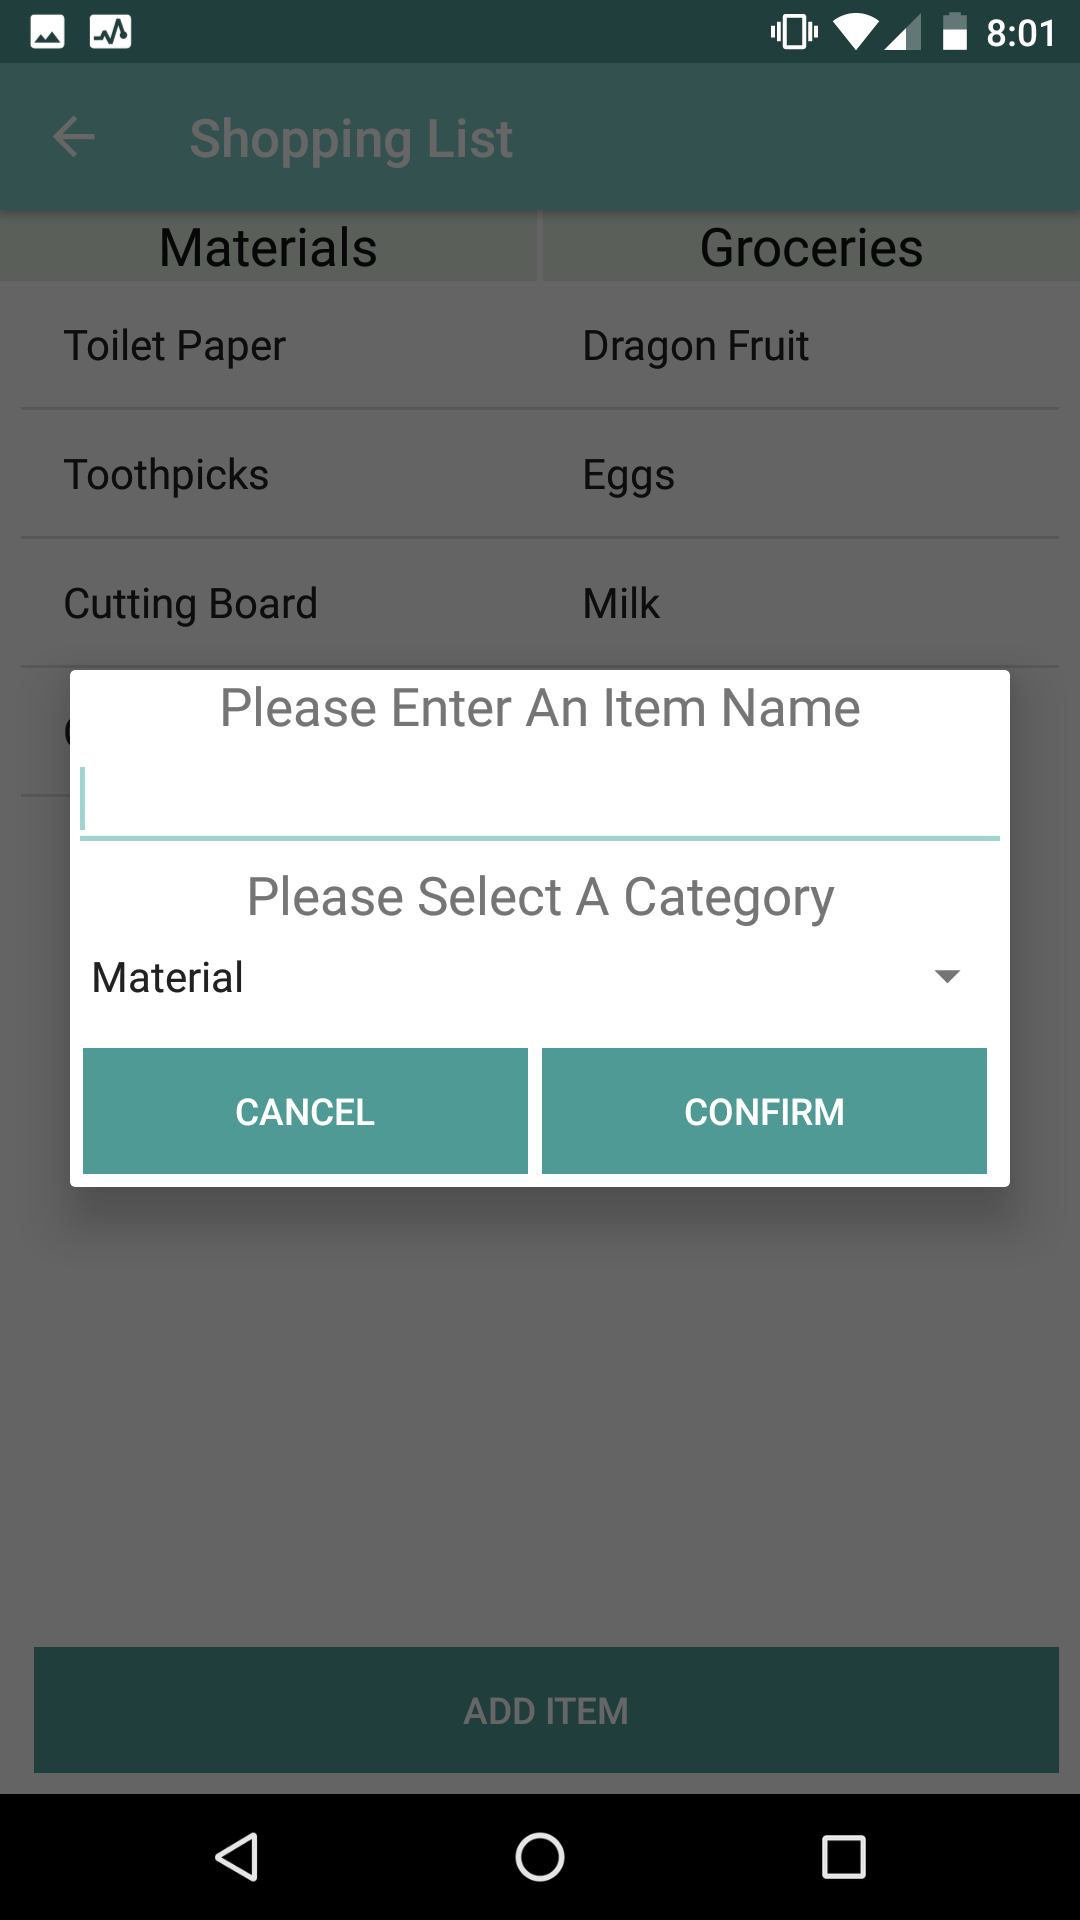 8:01
Shopping List
Materials Groceries
Toilet Paper Dragon Fruit
Toothpicks Eggs
Cutting Board Milk
Please Enter An Item Name
Please Select A Category
Material
CANCEL CONFIRM
ADD ITEM